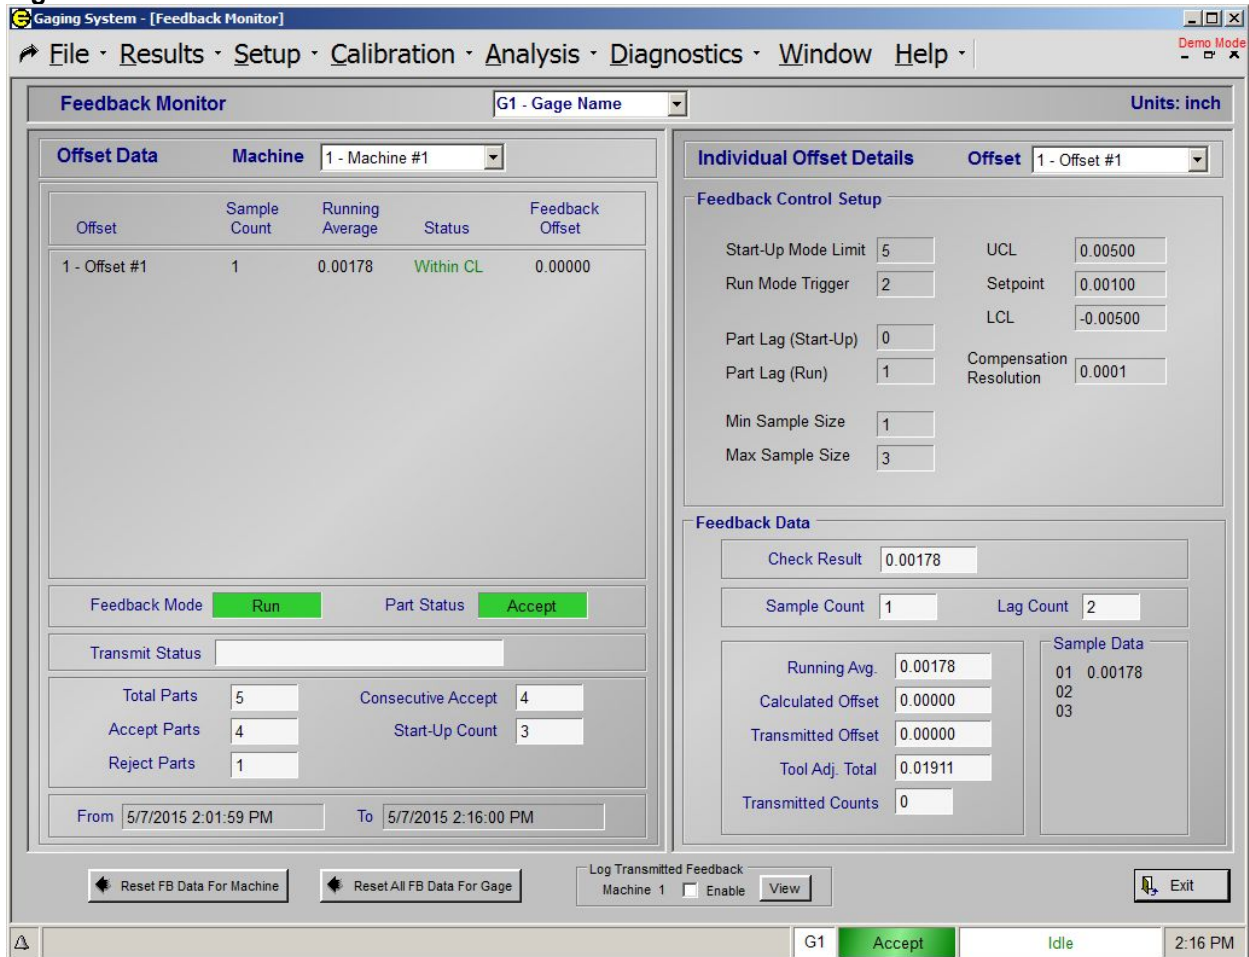 Gaging System - [Feedback Monitor]
File Results Setup Calibration Analysis Diagnostics Window Help
Demo Mode
Feedback Monitor G1 - Gage Name Units: inch
Offset Data Machine 1 - Machine #1
Offset Sample Count Running Average Status Feedback Offset
1 - Offset #1 1 0.00178 Within CL 0.00000
Feedback Mode Run Part Status Accept
Transmit Status
Total Parts 5 Consecutive Accept 4
Accept Parts 4 Start-Up Count 3
Reject Parts 1
From 5/7/2015 2:01:59 PM To 5/7/2015 2:16:00 PM
Individual Offset Details Offset 1 - Offset #1
Feedback Control Setup
Start-Up Mode Limit 5 UCL 0.00500
Run Mode Trigger 2 Setpoint 0.00100
LCL -0.00500
Part Lag (Start-Up) 0
Part Lag (Run) 1 Compensation Resolution 0.0001
Min Sample Size 1
Max Sample Size 3
Feedback Data
Check Result 0.00178
Sample Count 1 Lag Count 2
Running Avg. 0.00178
Calculated Offset 0.00000
Transmitted Offset 0.00000
Tool Adj. Total 0.01911
Transmitted Counts 0
Sample Data
01 0.00178
02
03
Reset FB Data For Machine Reset All FB Data For Gage
Log Transmitted Feedback
Machine 1 Enable View
Exit
G1 Accept Idle 2:16 PM